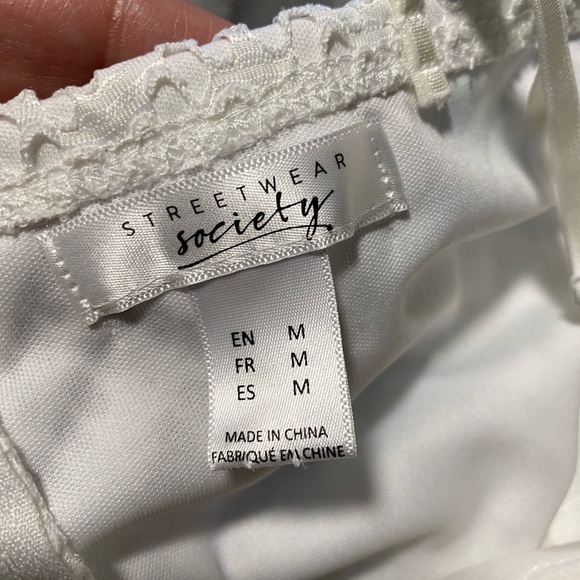 STREETWEAR
society
EN M
FR M
ES M
MADE IN CHINA
FABRIQUÉ EN CHINE